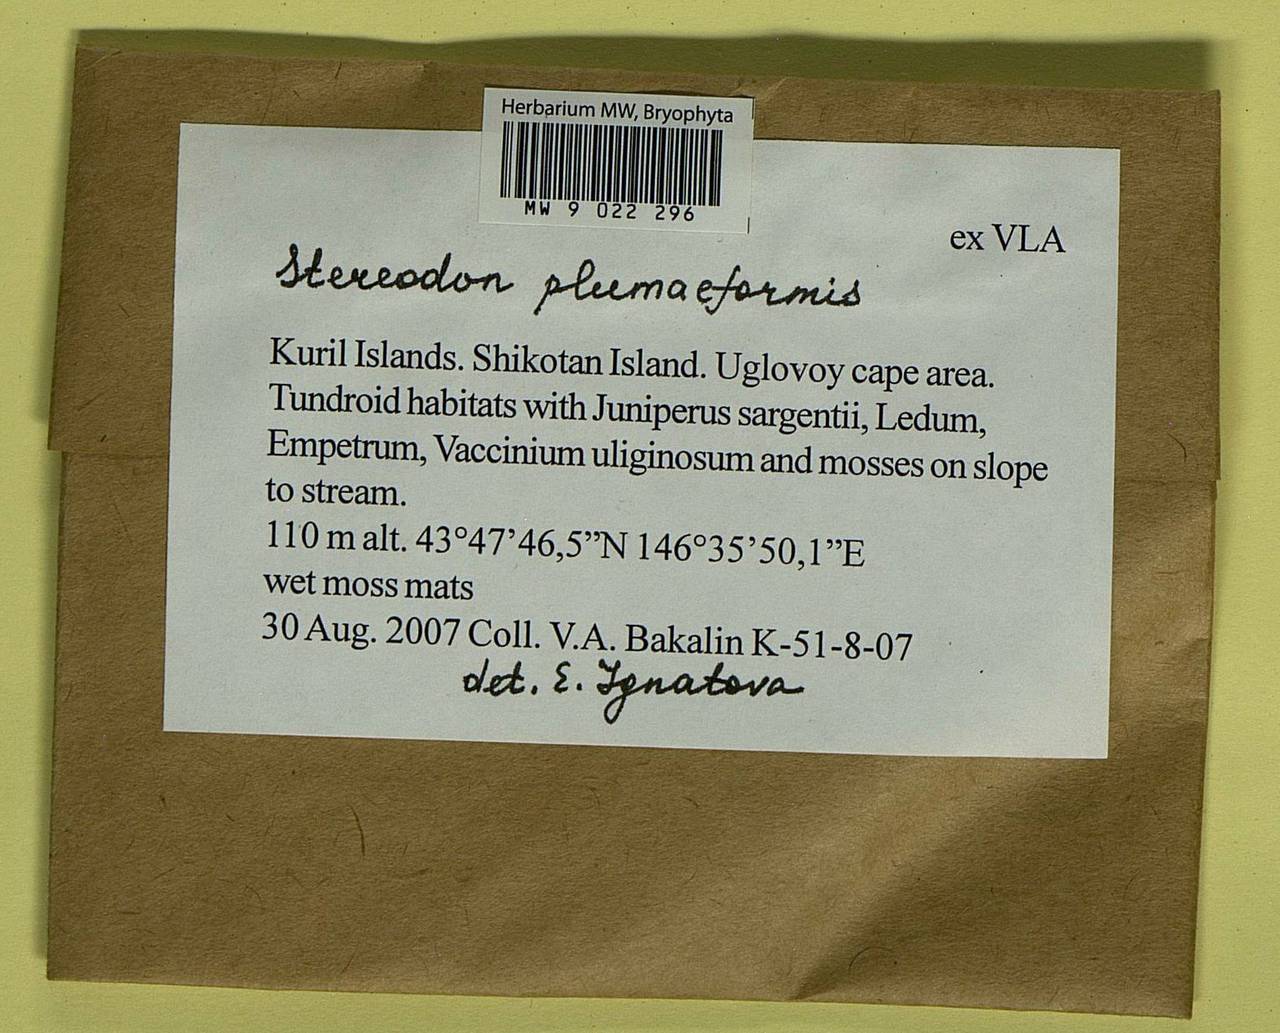 Herbarium MW, Bryophyta
MW 9 022 296
ex VLA
Stereodon plumaeformis
Kuril Islands. Shikotan Island. Uglovoy cape area.
Tundroid habitats with Juniperus sargentii, Ledum,
Empetrum, Vaccinium uliginosum and mosses on slope
to stream.
110 m alt. 43°47’46,5”N 146°35’50,1”E
wet moss mats
30 Aug. 2007 Coll. V.A. Bakalin K-51-8-07
det. E. Ignatova